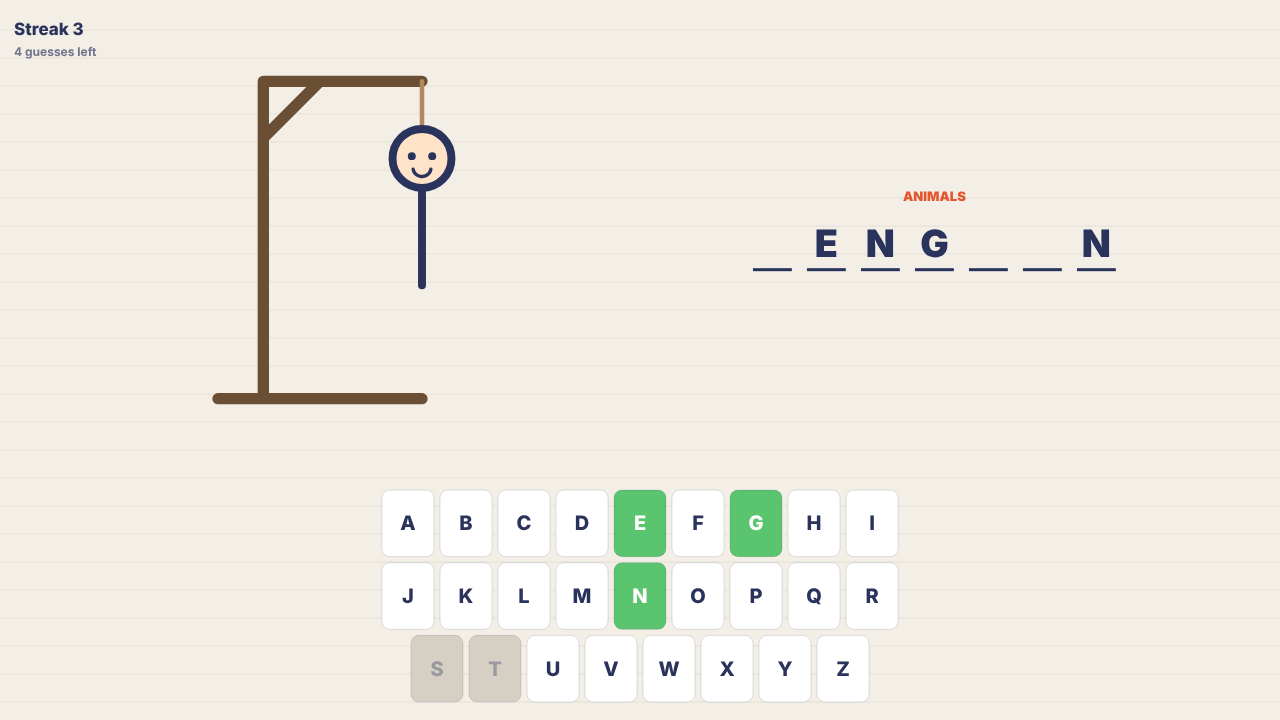 Streak 3
4 guesses left
ANIMALS
_ E N G _ _ N
A B C D E F G H I
J K L M N O P Q R
S T U V W X Y Z